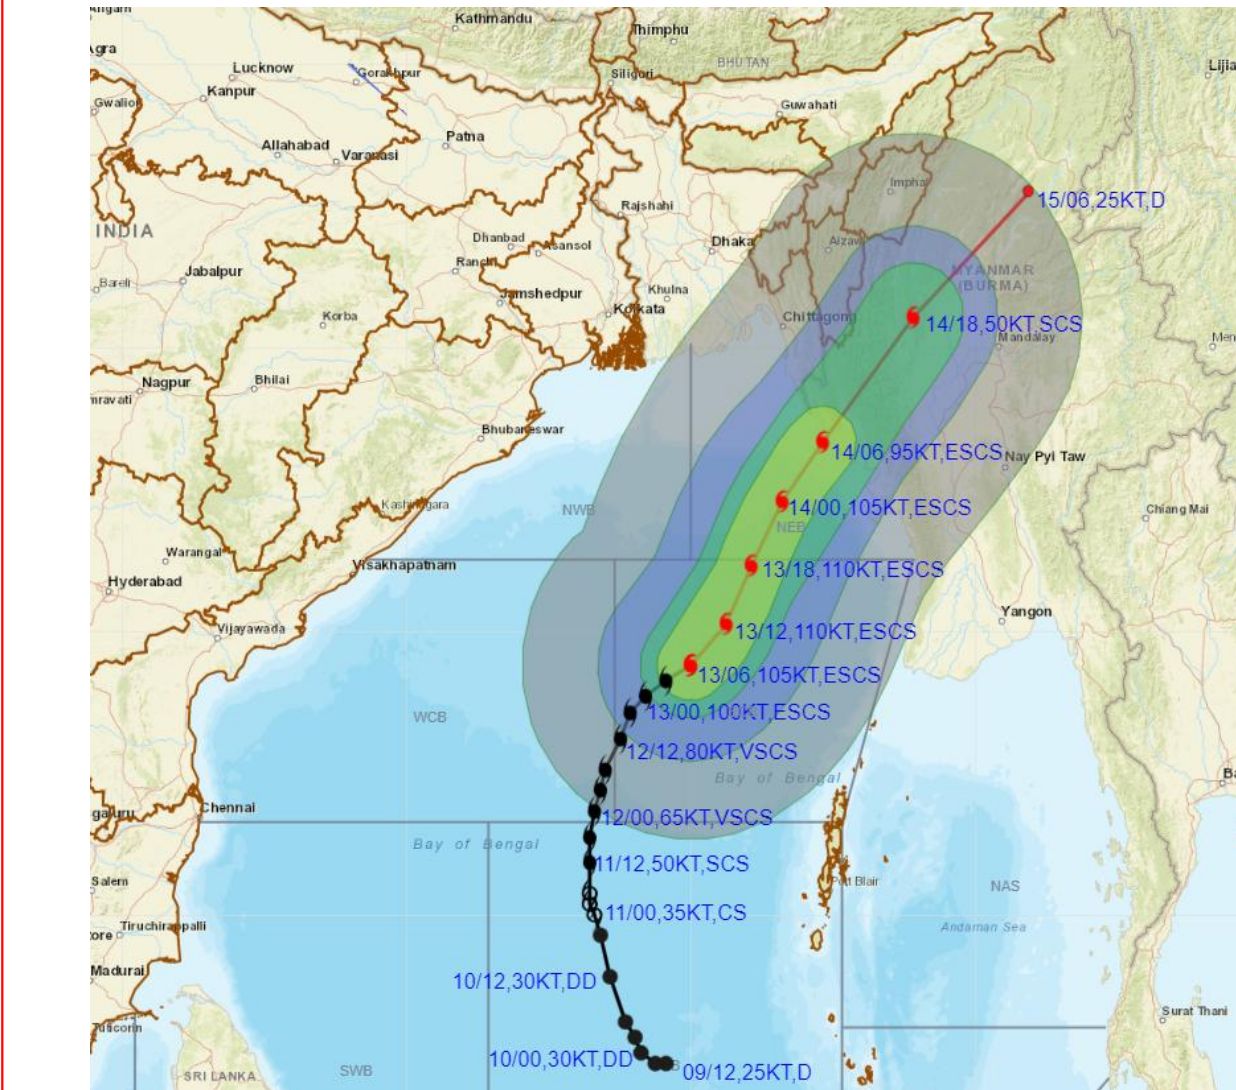 Kathmandu
Thimphu
BHUTAN
Lucknow
Gorakhpur
Siliguri
Kanpur
Gwalior
Guwahati
Patna
Allahabad
Varanasi
Imphal
15/06,25KT,D
Rajshahi
INDIA
Dhanbad
Asansol
Dhaka
Aizawl
Ranchi
Jabalpur
MYANMAR
(BURMA)
Bareli
Jamshedpur
Khulna
Kolkata
Korba
Chittagong
14/18,50KT,SCS
Mandalay
Nagpur
Bhilai
Bhubaneswar
14/06,95KT,ESCS
Nay Pyi Taw
NWB
14/00,105KT,ESCS
Chiang Mai
NEB
Warangal
Visakhapatnam
13/18,110KT,ESCS
Hyderabad
Yangon
Vijayawada
13/12,110KT,ESCS
13/06,105KT,ESCS
WCB
13/00,100KT,ESCS
12/12,80KT,VSCS
Bay of Bengal
Chennai
12/00,65KT,VSCS
Bay of Bengal
11/12,50KT,SCS
Salem
Port Blair
NAS
11/00,35KT,CS
Tiruchirappalli
Andaman Sea
Madurai
10/12,30KT,DD
Surat Thani
Tuticorin
10/00,30KT,DD
SRI LANKA
SWB
09/12,25KT,D